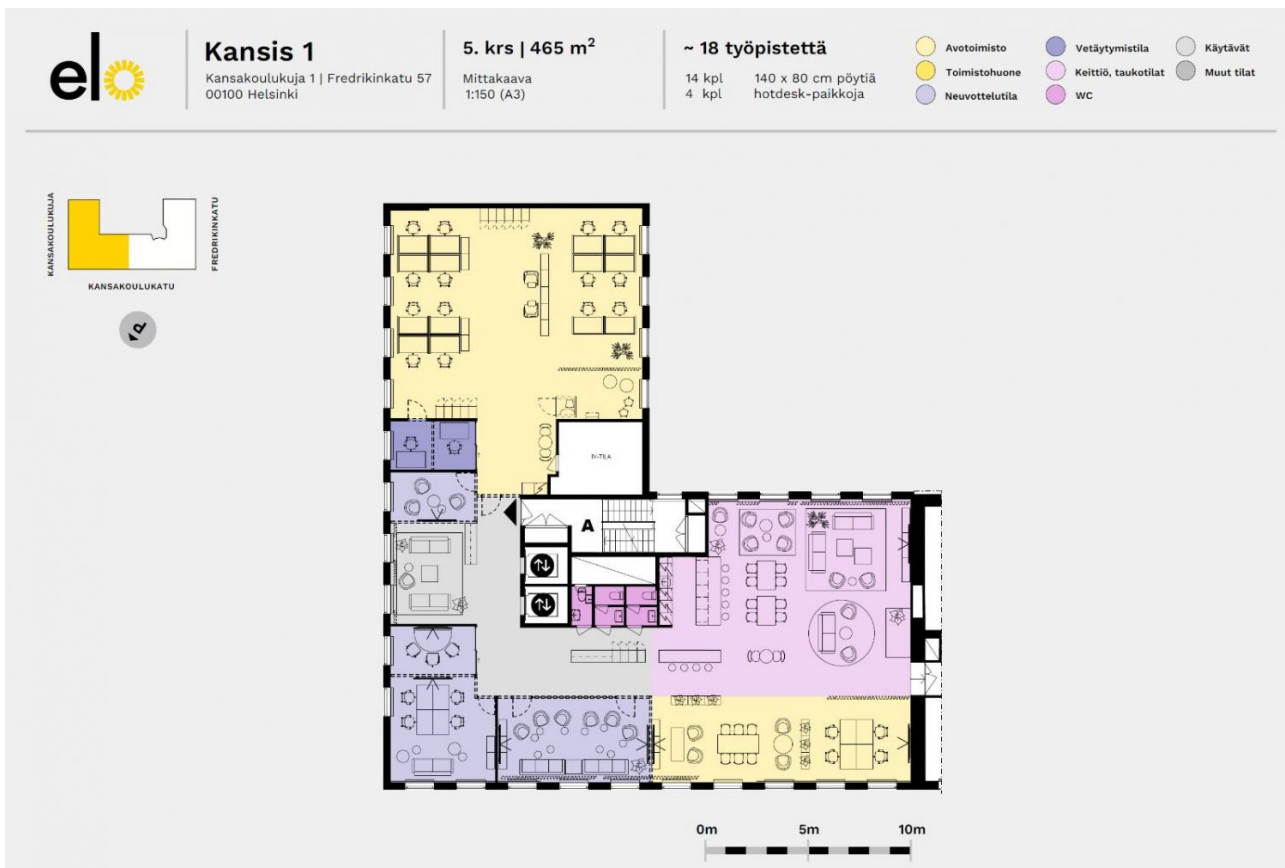 elo
Kansis 1
Kansakoulukuja 1 | Fredrikinkatu 57
00100 Helsinki
5. krs | 465 m²
Mittakaava
1:150 (A3)
~ 18 työpistettä
14 kpl 140 x 80 cm pöytiä
4 kpl hotdesk-paikkoja
Avotoimisto
Toimistohuone
Neuvottelutila
Vetäytymistila
Keittiö, taukotilat
WC
Käytävät
Muut tilat
KANSAKOULUKUJA
FREDRIKINKATU
KANSAKOULUKATU
P
IV-TILA
A
0m 5m 10m